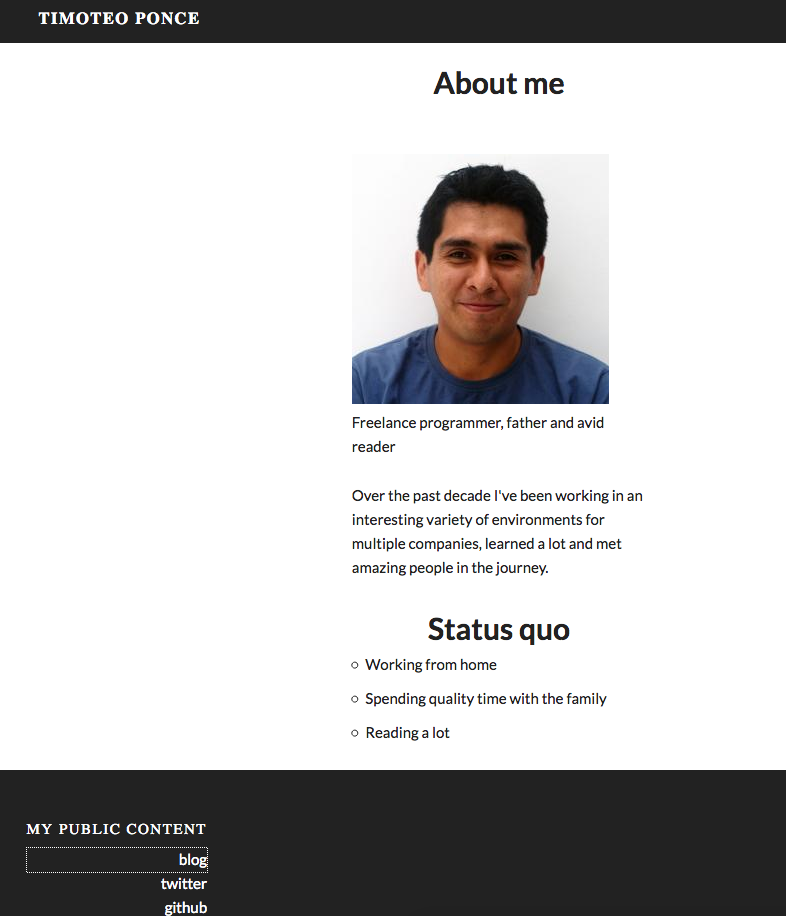 TIMOTEO PONCE
About me
Freelance programmer, father and avid
reader
Over the past decade I've been working in an
interesting variety of environments for
multiple companies, learned a lot and met
amazing people in the journey.
Status quo
Working from home
Spending quality time with the family
Reading a lot
MY PUBLIC CONTENT
blog
twitter
github